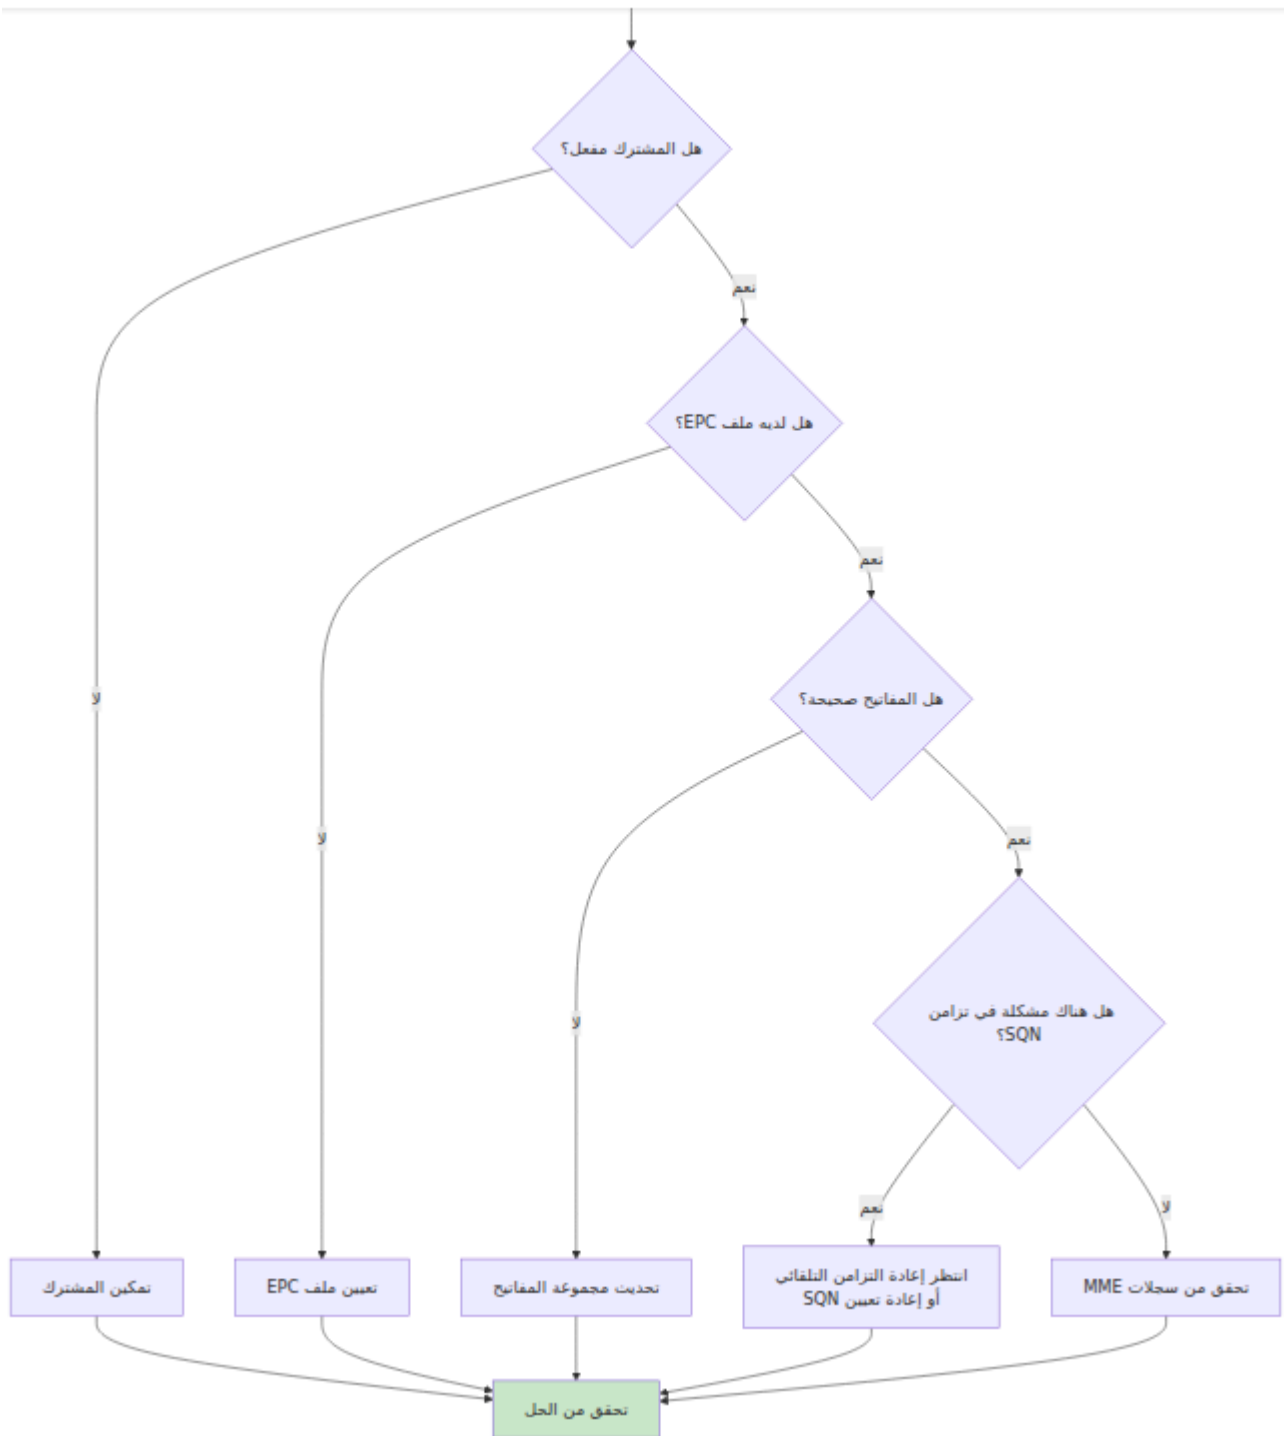 هل المشترك مفعل؟
نعم
هل لديه ملف EPC؟
نعم
هل المفاتيح صحيحة؟
لا
نعم
لا
هل هناك مشكلة في تزامن
SQN؟
لا
نعم
لا
تمكين المشترك
تعيين ملف EPC
تحديث مجموعة المفاتيح
انتظر إعادة التزامن التلقائي
أو إعادة تعيين SQN
تحقق من سجلات MME
تحقق من الحل